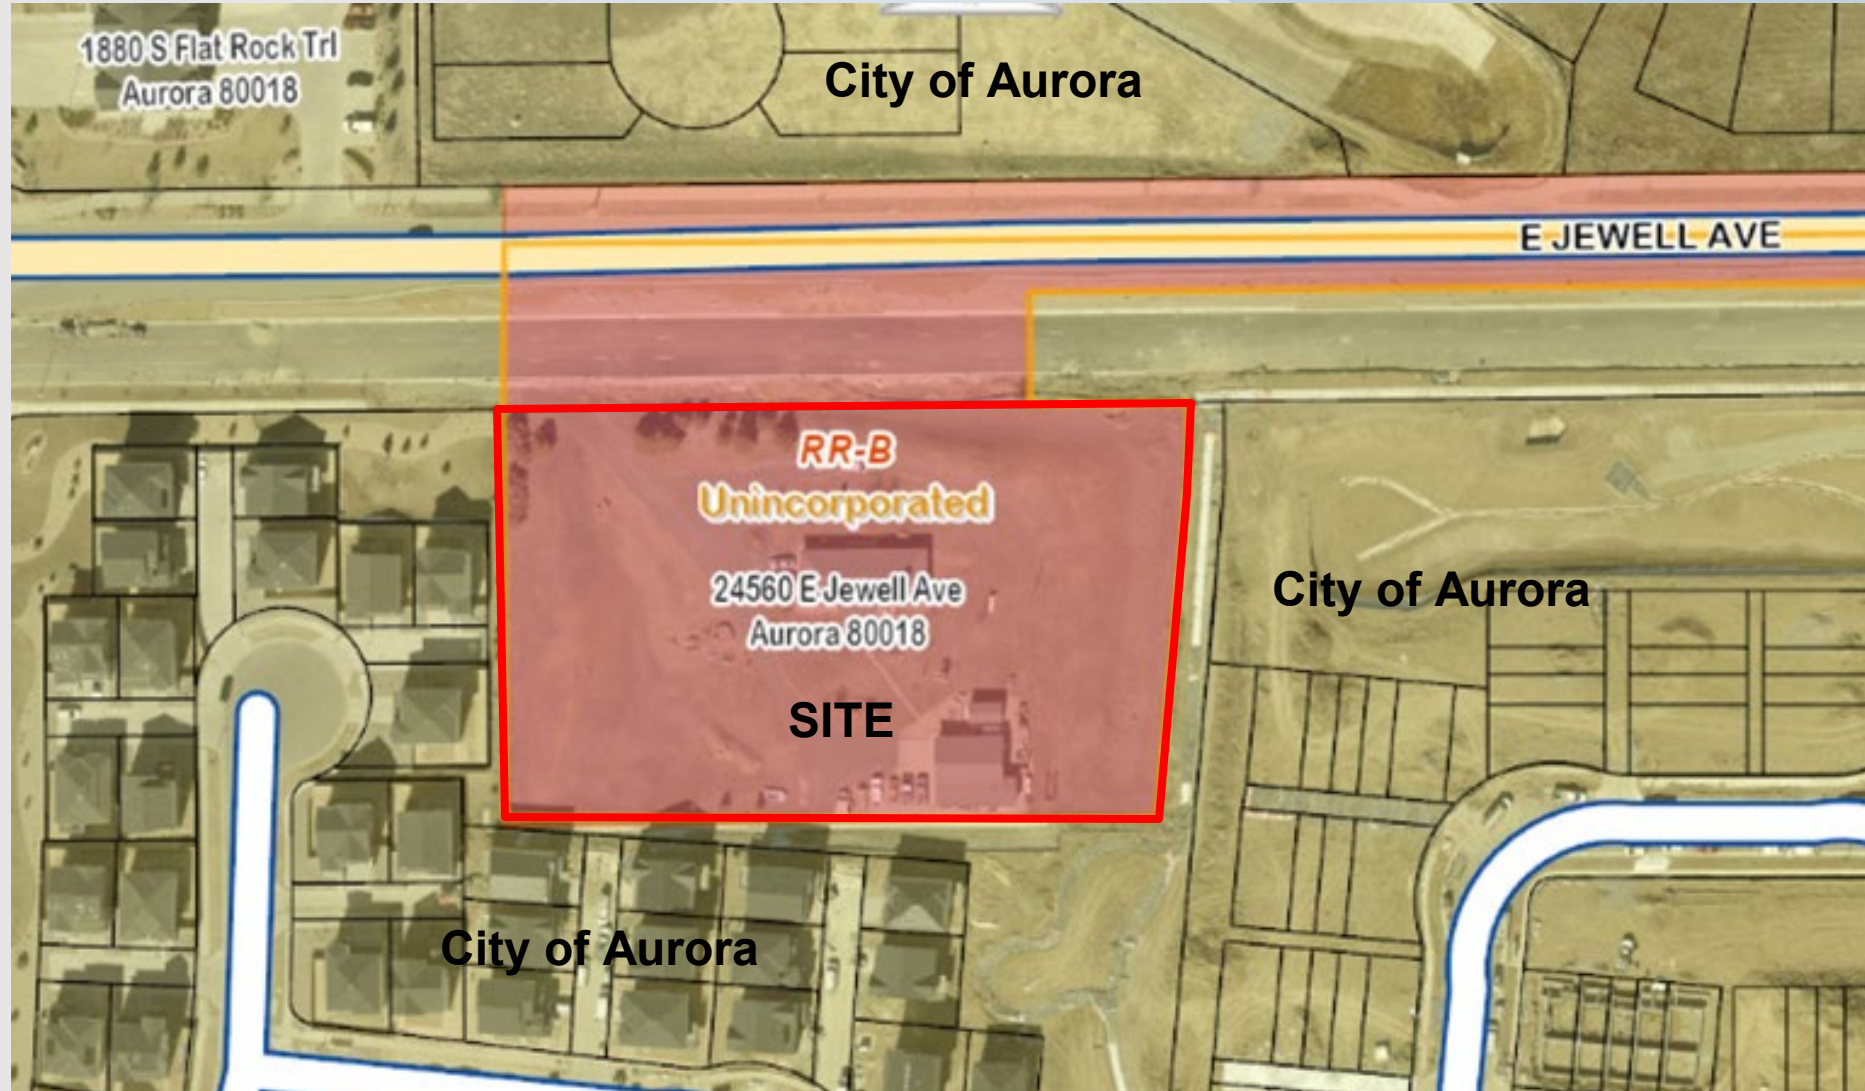 1880 S Flat Rock Trl
Aurora 80018
City of Aurora
E JEWELL AVE
RR-B
Unincorporated
24560 E Jewell Ave
Aurora 80018
City of Aurora
SITE
City of Aurora